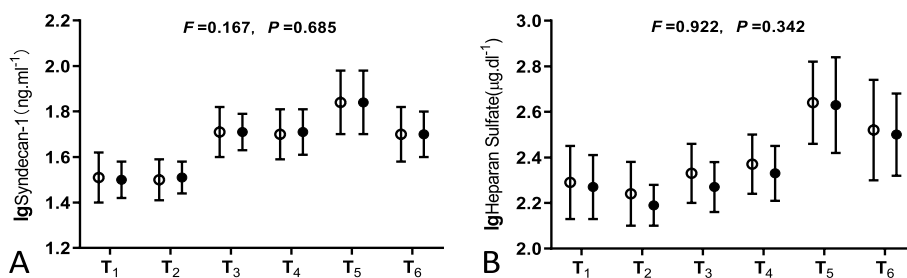 F=0.167, P=0.685
lgSyndecan-1 (ng.ml⁻¹)
2.2
2.0
1.8
1.6
1.4
1.2
T₁ T₂ T₃ T₄ T₅ T₆
A
F=0.922, P=0.342
lgHeparan Sulfate(μg.dl⁻¹)
3.0
2.8
2.6
2.4
2.2
2.0
T₁ T₂ T₃ T₄ T₅ T₆
B